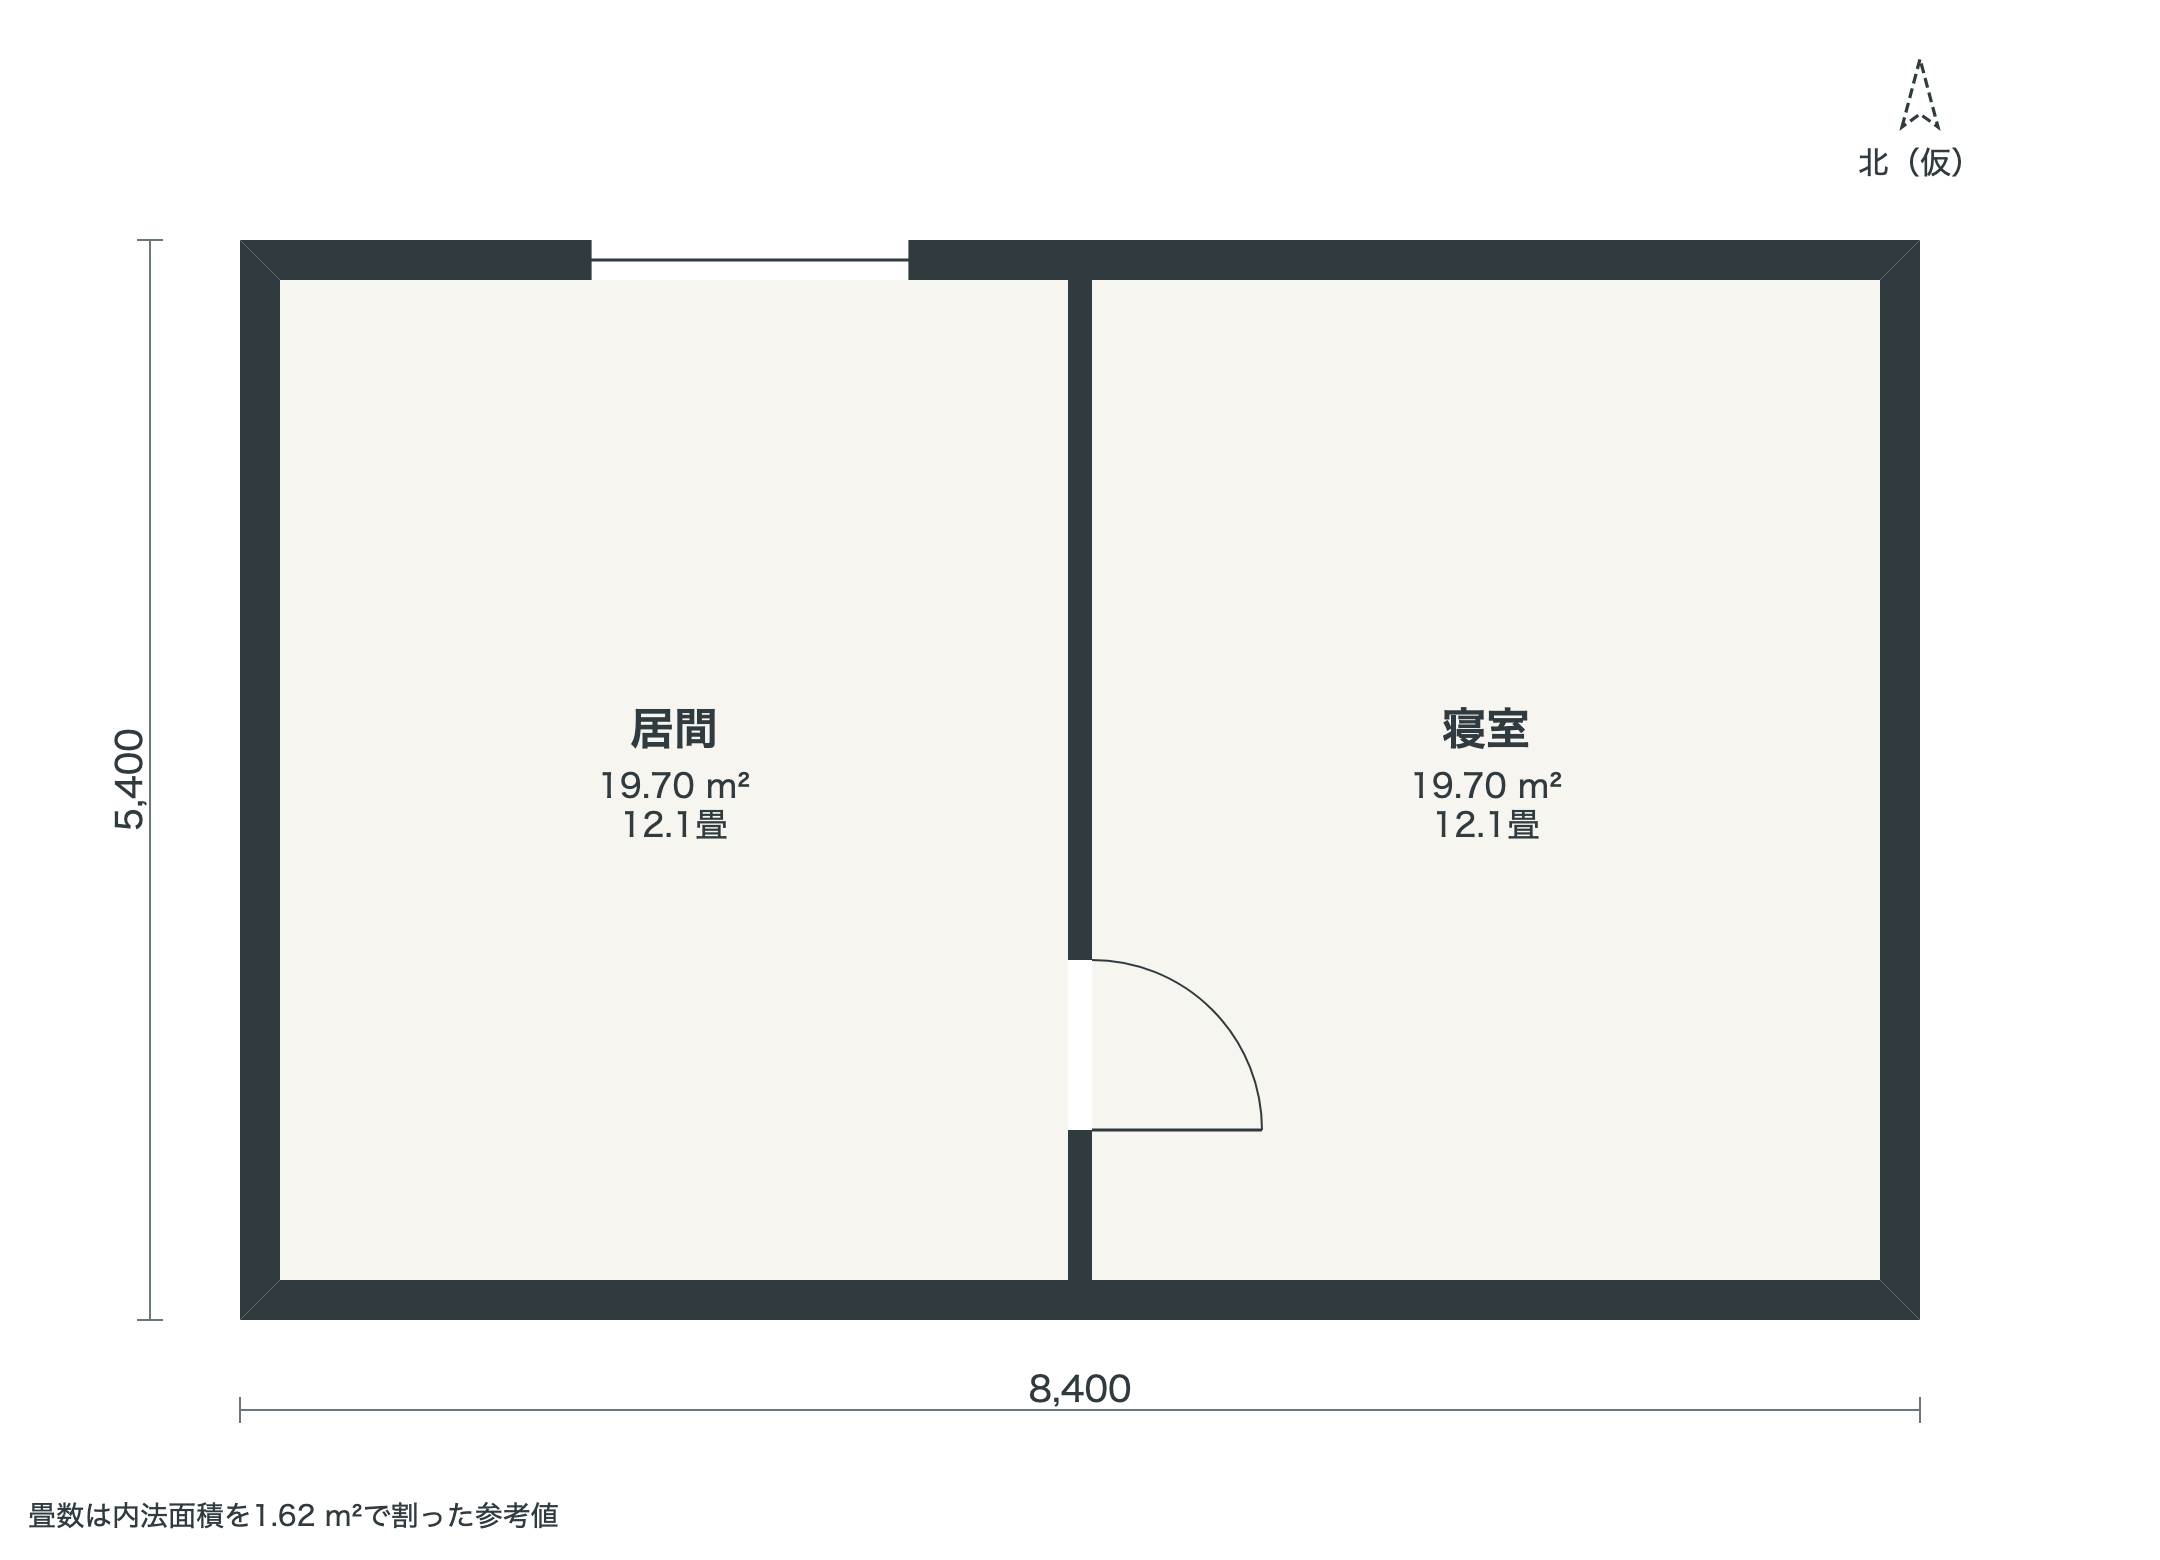 北（仮）
居間
19.70 m²
12.1畳
寝室
19.70 m²
12.1畳
5,400
8,400
畳数は内法面積を1.62 m²で割った参考値